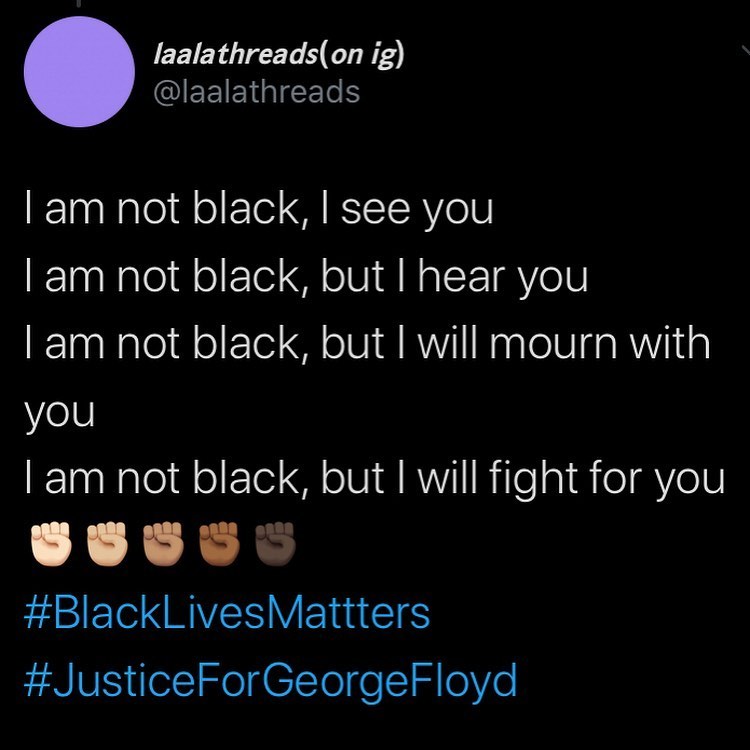 laalathreads(on ig)
@laalathreads
I am not black, I see you
I am not black, but I hear you
I am not black, but I will mourn with
you
I am not black, but I will fight for you
✊🏻✊🏼✊🏽✊🏾✊🏿
#BlackLivesMattters
#JusticeForGeorgeFloyd